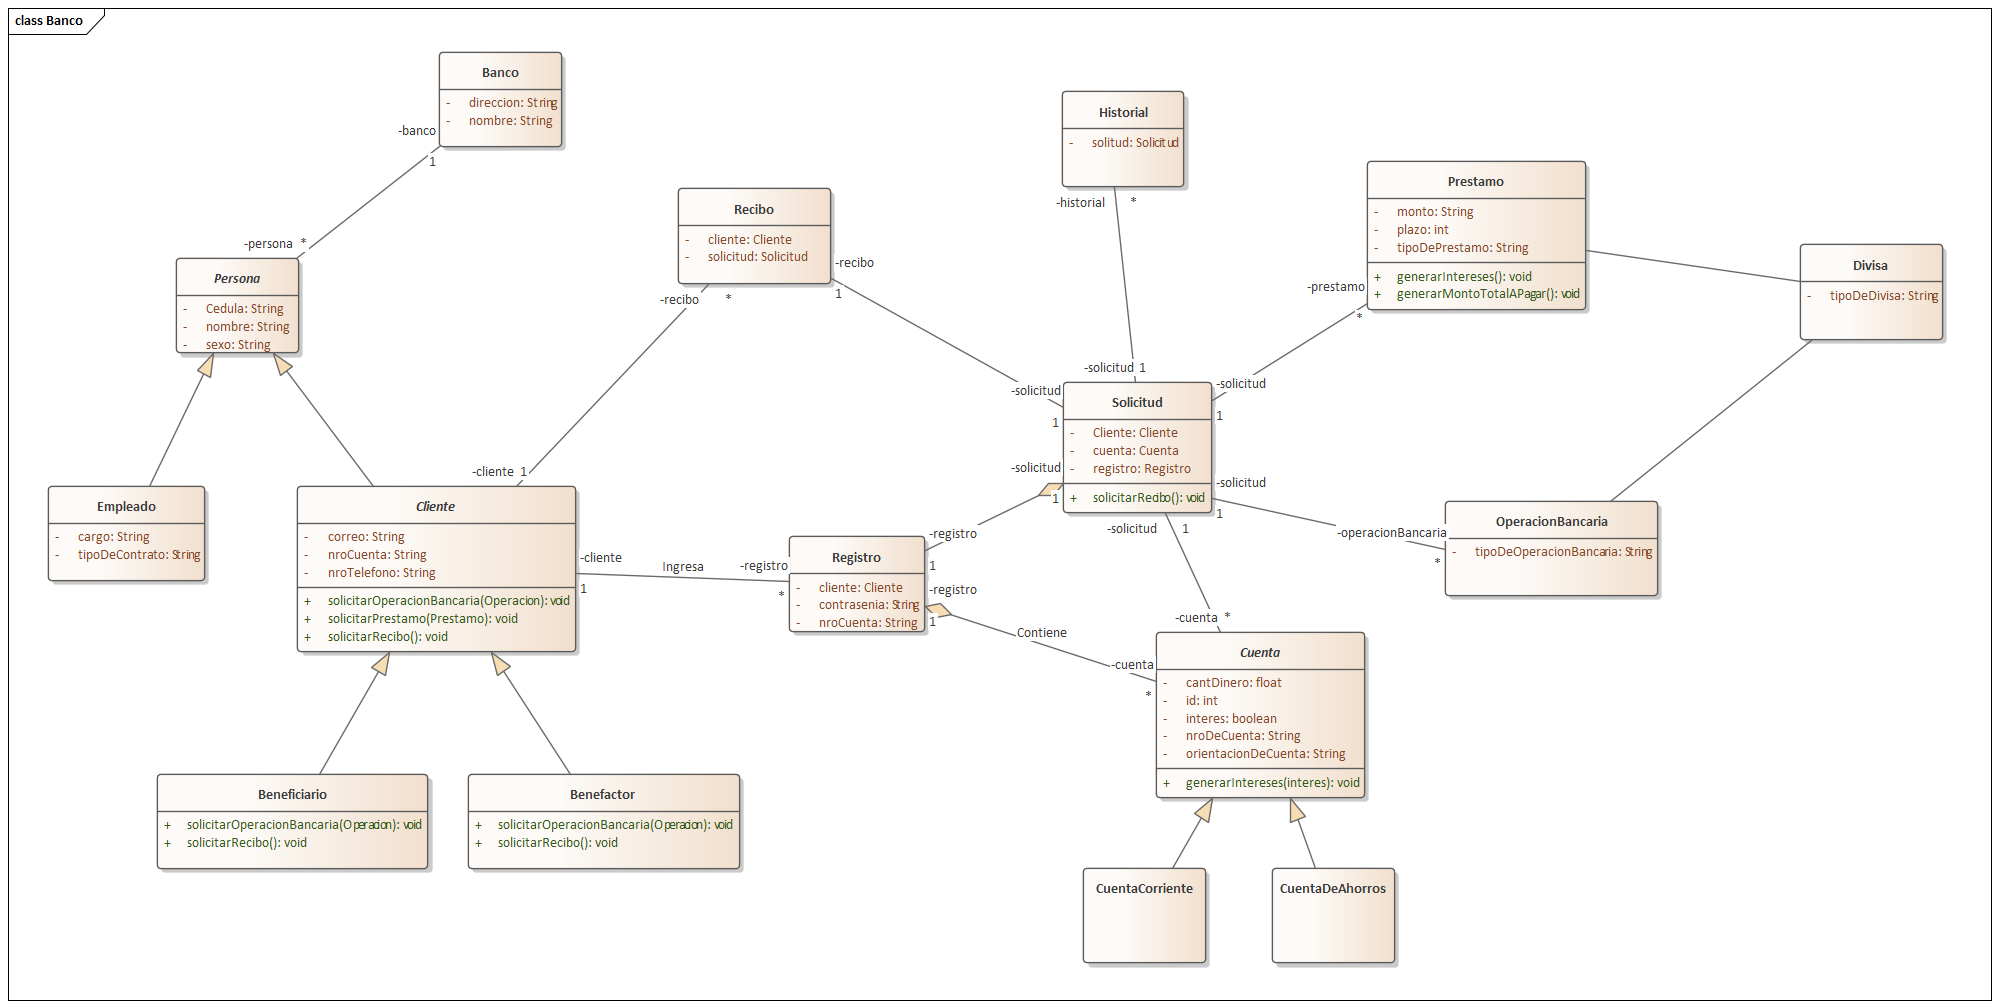 class Banco
Banco
- direccion: String
- nombre: String
-banco
1
-persona *
Persona
- Cedula: String
- nombre: String
- sexo: String
Historial
- solitud: Solicitud
-historial *
Recibo
- cliente: Cliente
- solicitud: Solicitud
-recibo
1
-recibo *
Prestamo
- monto: String
- plazo: int
- tipoDePrestamo: String
+ generarIntereses(): void
+ generarMontoTotalAPagar(): void
-prestamo
*
Divisa
- tipoDeDivisa: String
-solicitud 1
-solicitud
1
-solicitud
1
Solicitud
- Cliente: Cliente
- cuenta: Cuenta
- registro: Registro
+ solicitarRecibo(): void
-solicitud
1
-solicitud
1
-solicitud 1
-operacionBancaria
*
OperacionBancaria
- tipoDeOperacionBancaria: String
Empleado
- cargo: String
- tipoDeContrato: String
-cliente 1
Cliente
- correo: String
- nroCuenta: String
- nroTelefono: String
+ solicitarOperacionBancaria(Operacion): void
+ solicitarPrestamo(Prestamo): void
+ solicitarRecibo(): void
-cliente
1
Ingresa
-registro
*
Registro
- cliente: Cliente
- contrasenia: String
- nroCuenta: String
-registro
1
-registro
1
Contiene
-cuenta
*
-cuenta *
Cuenta
- cantDinero: float
- id: int
- interes: boolean
- nroDeCuenta: String
- orientacionDeCuenta: String
+ generarIntereses(interes): void
Beneficiario
+ solicitarOperacionBancaria(Operacion): void
+ solicitarRecibo(): void
Benefactor
+ solicitarOperacionBancaria(Operacion): void
+ solicitarRecibo(): void
CuentaCorriente
CuentaDeAhorros